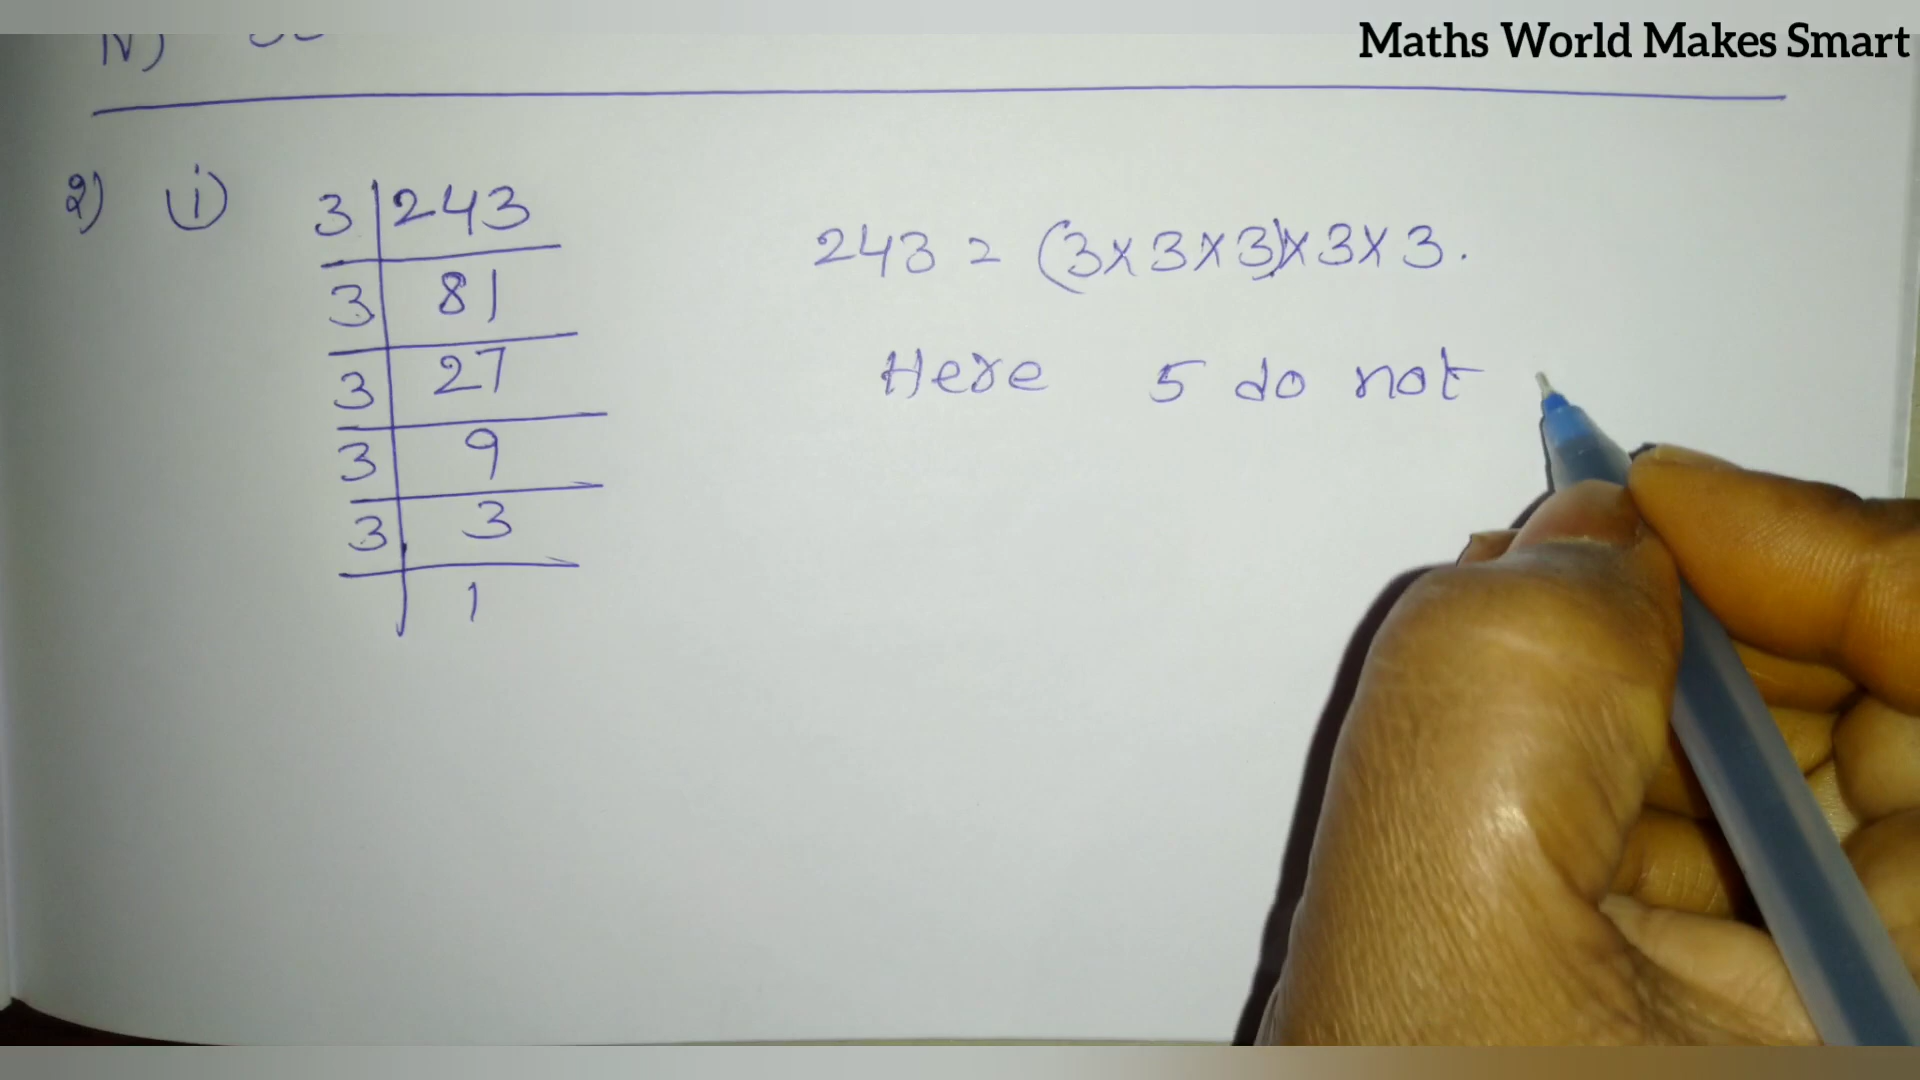 Maths World Makes Smart
iv)
2) i) 3 | 243
3 | 81
3 | 27
3 | 9
3 | 3
1
243 = (3×3×3)×3×3.
Here 5 do not